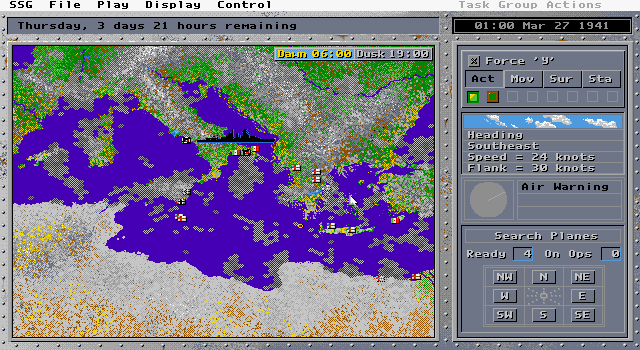 SSG File Play Display Control Task Group Actions
Thursday, 3 days 21 hours remaining
01:00 Mar 27 1941
Dawn 06:00 Dusk 19:00
Force 'Y'
Act Mov Sur Sta
Heading
Southeast
Speed = 24 knots
Flank = 30 knots
Air Warning
Search Planes
Ready 4 On Ops 0
NW N NE
W E
SW S SE